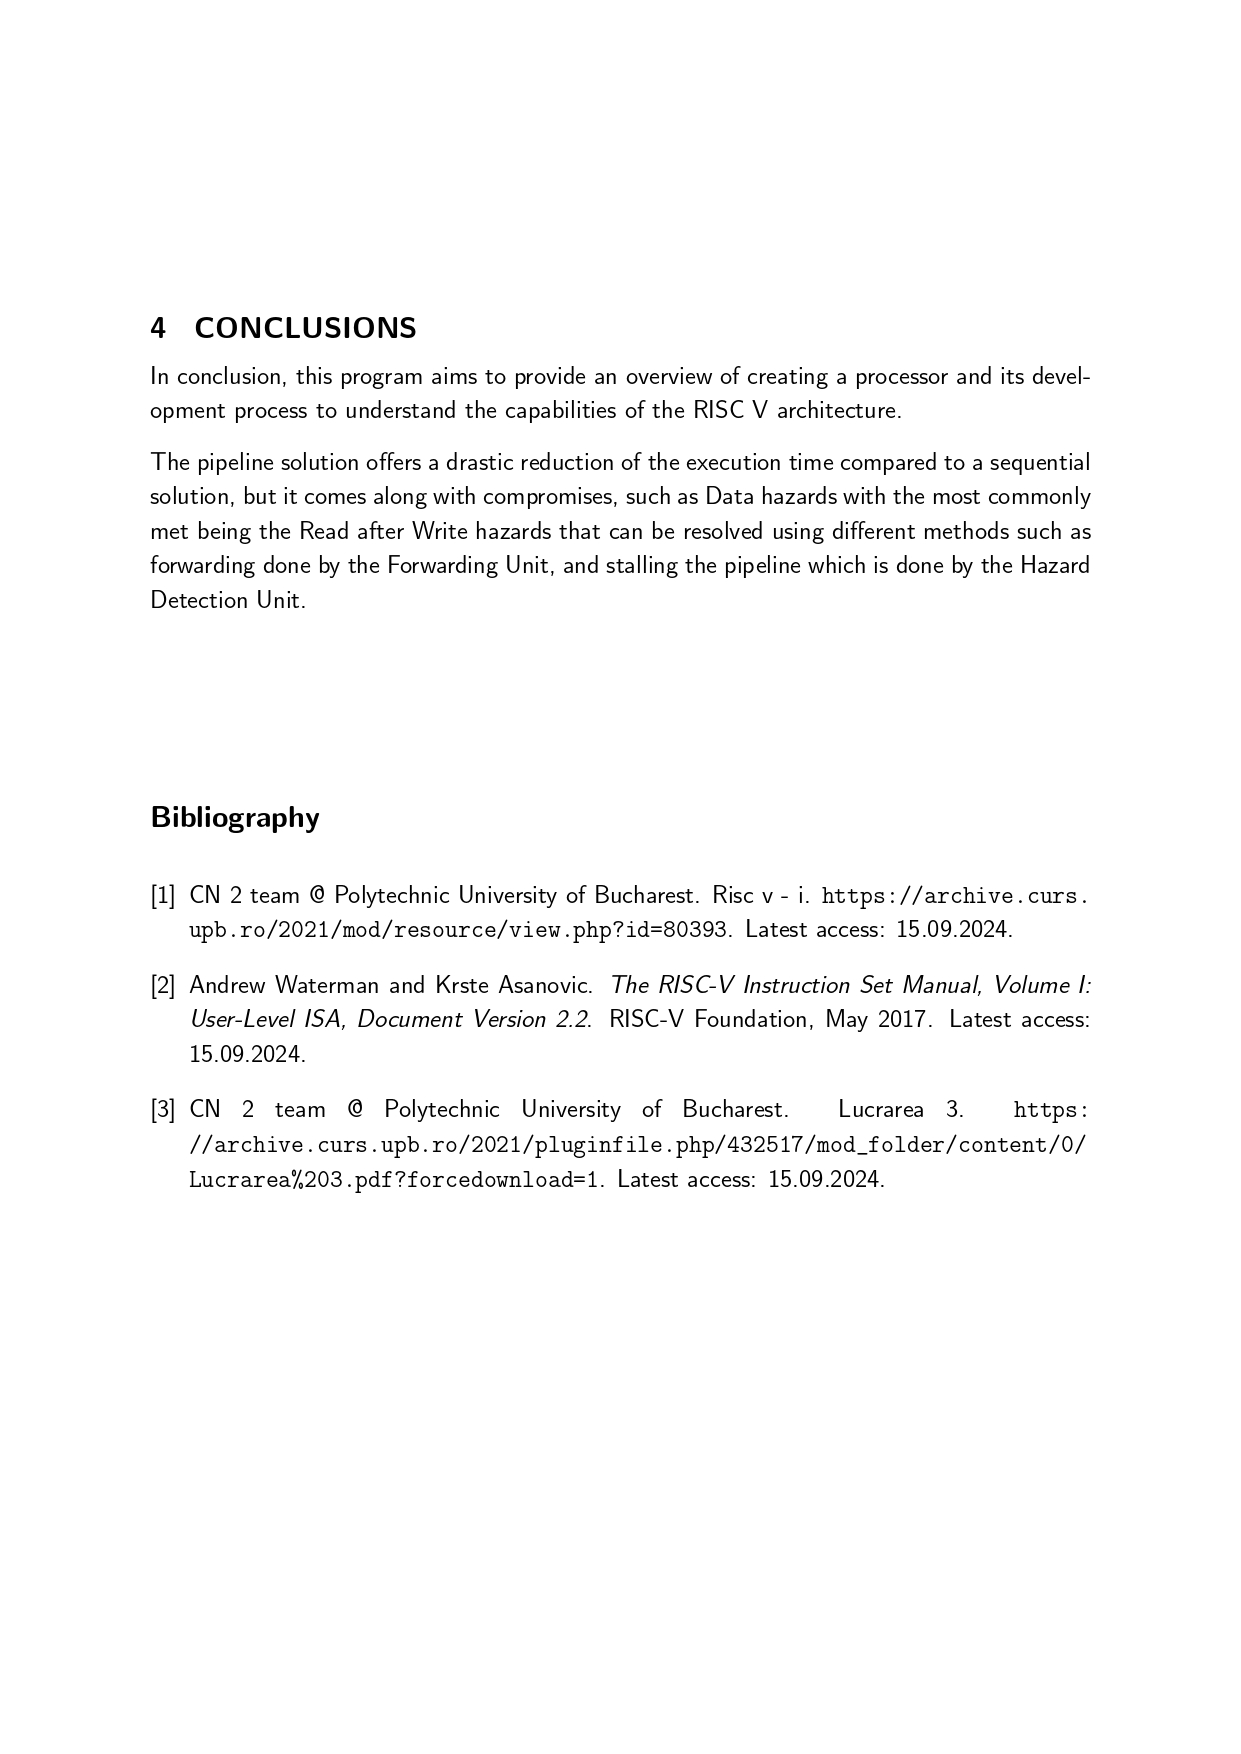 4 CONCLUSIONS
In conclusion, this program aims to provide an overview of creating a processor and its devel-
opment process to understand the capabilities of the RISC V architecture.
The pipeline solution offers a drastic reduction of the execution time compared to a sequential
solution, but it comes along with compromises, such as Data hazards with the most commonly
met being the Read after Write hazards that can be resolved using different methods such as
forwarding done by the Forwarding Unit, and stalling the pipeline which is done by the Hazard
Detection Unit.
Bibliography
[1] CN 2 team @ Polytechnic University of Bucharest. Risc v - i. https://archive.curs.
upb.ro/2021/mod/resource/view.php?id=80393. Latest access: 15.09.2024.
[2] Andrew Waterman and Krste Asanovic. The RISC-V Instruction Set Manual, Volume I:
User-Level ISA, Document Version 2.2. RISC-V Foundation, May 2017. Latest access:
15.09.2024.
[3] CN 2 team @ Polytechnic University of Bucharest. Lucrarea 3. https:
//archive.curs.upb.ro/2021/pluginfile.php/432517/mod_folder/content/0/
Lucrarea%203.pdf?forcedownload=1. Latest access: 15.09.2024.